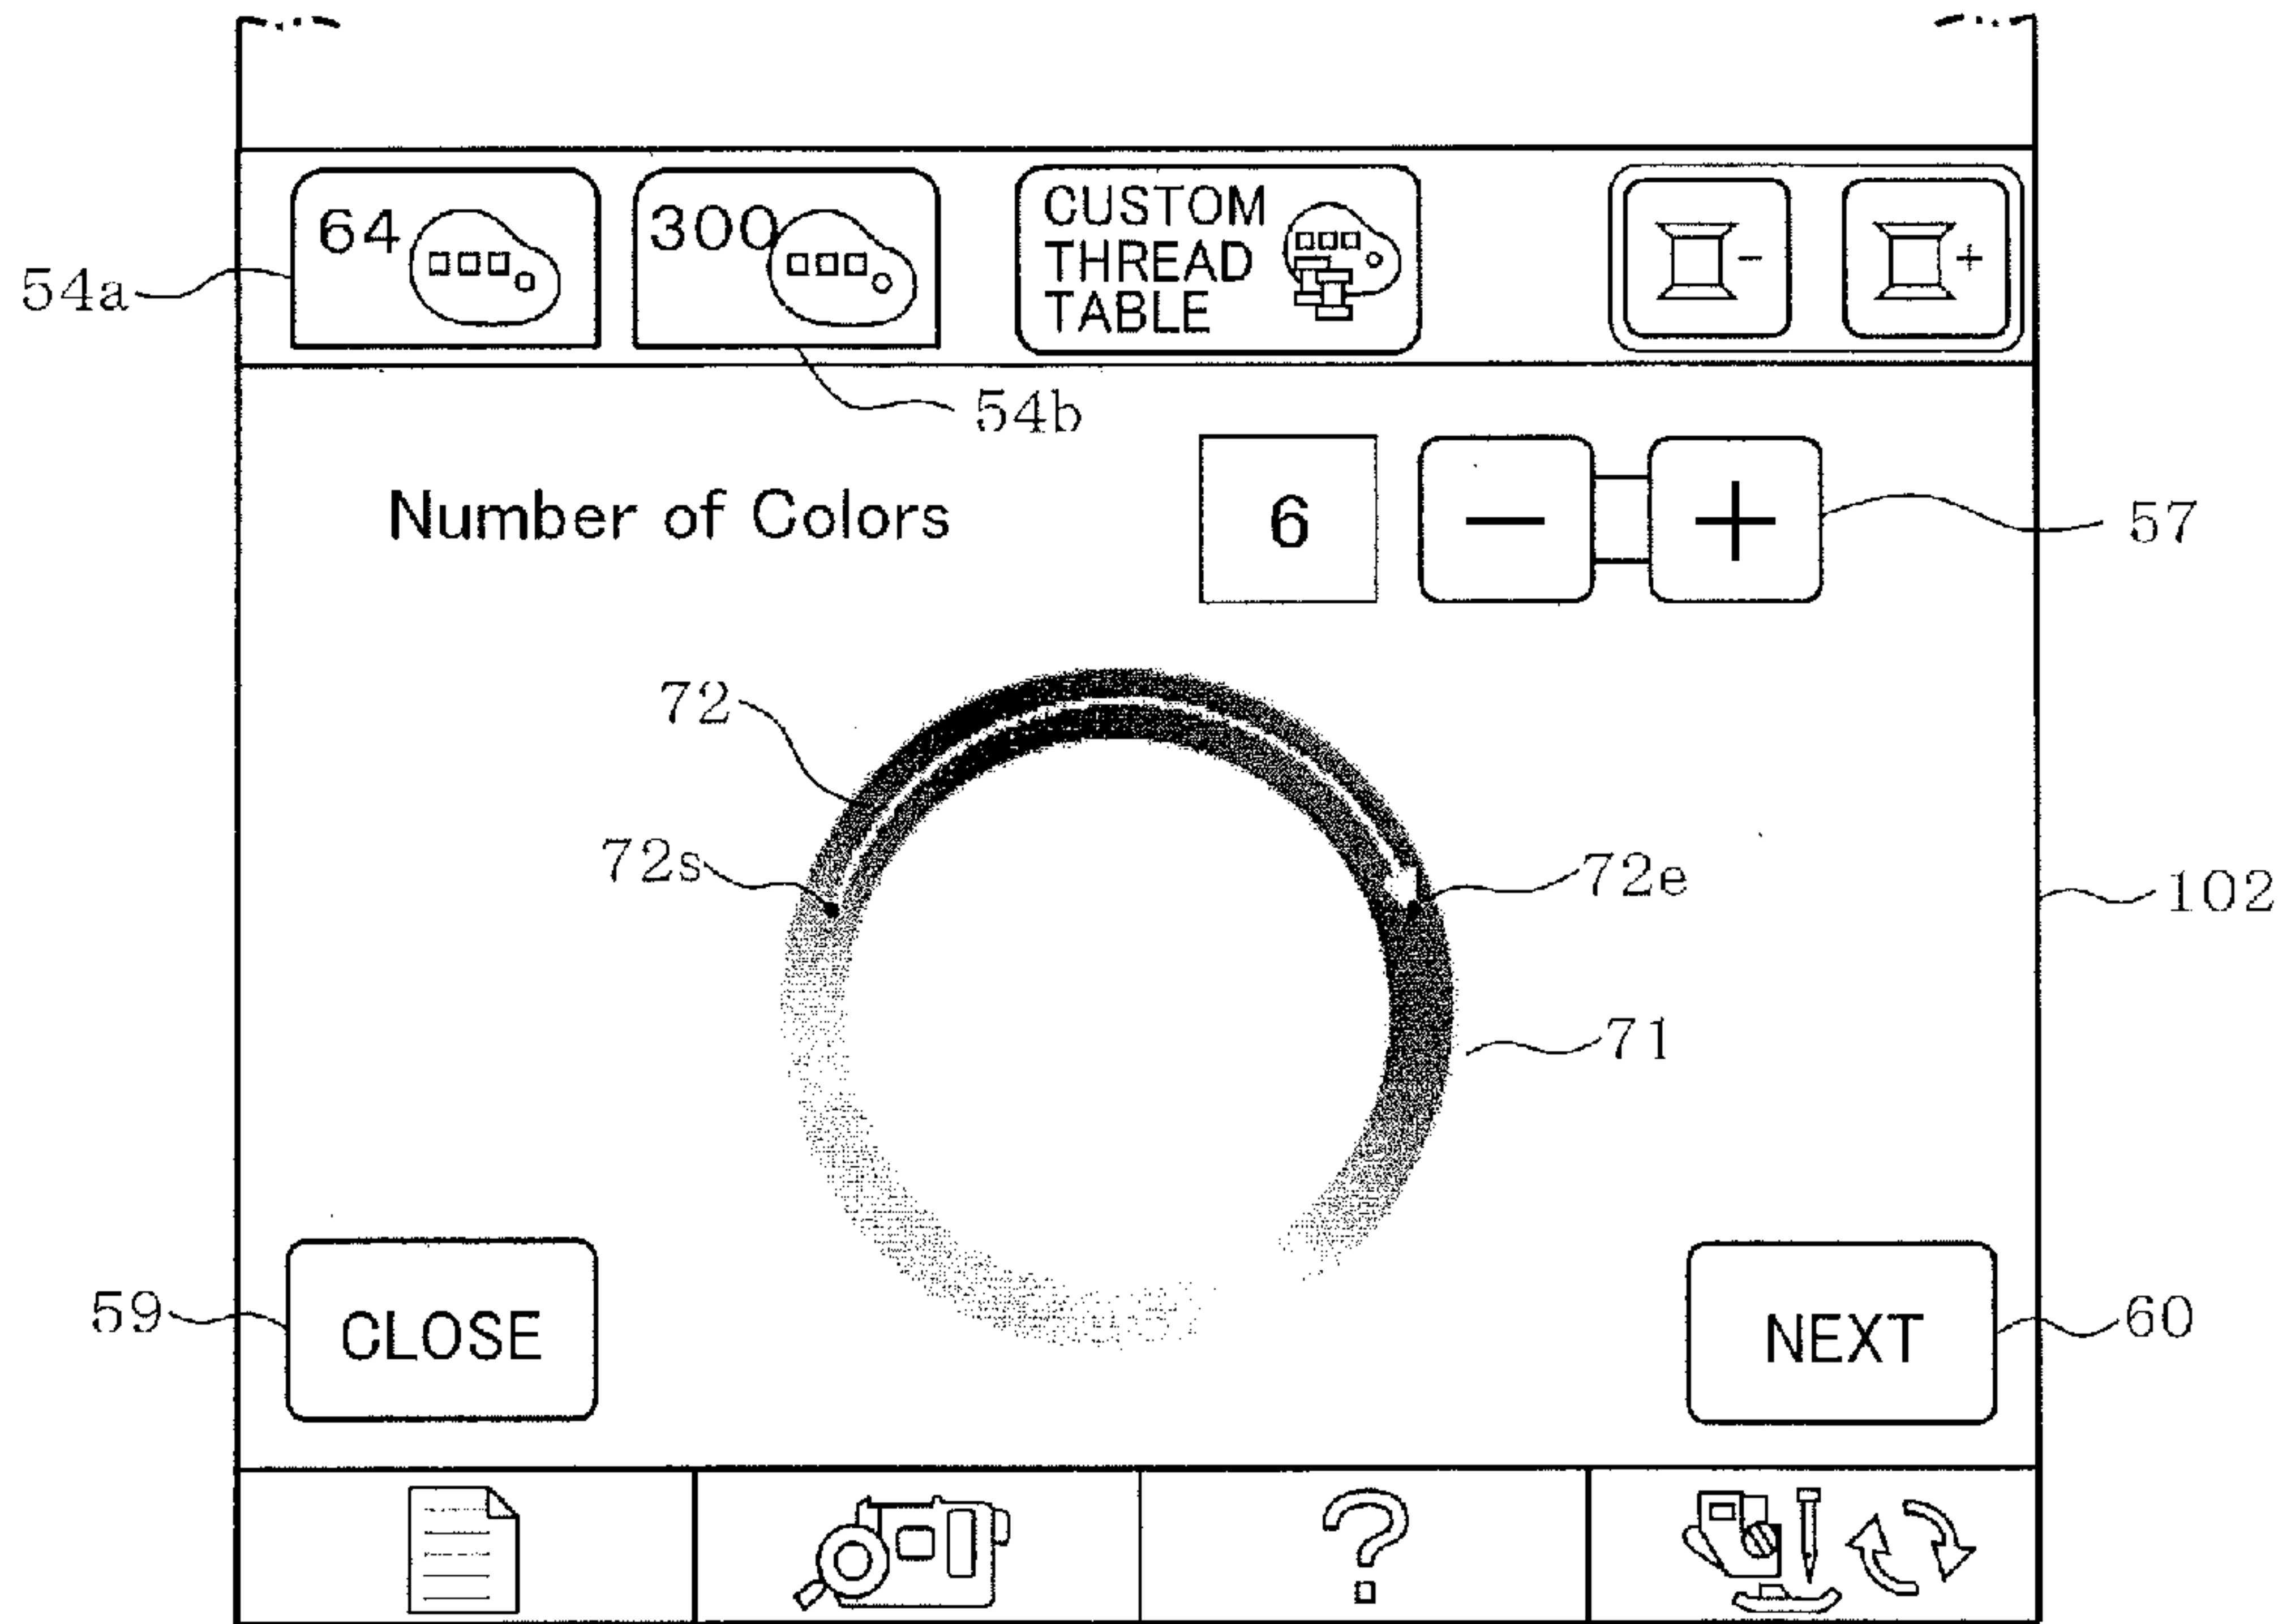 64
300
CUSTOM
THREAD
TABLE
-
+
54a
54b
Number of Colors
6
−
+
57
72
72s
72e
102
71
59
CLOSE
NEXT
60
?